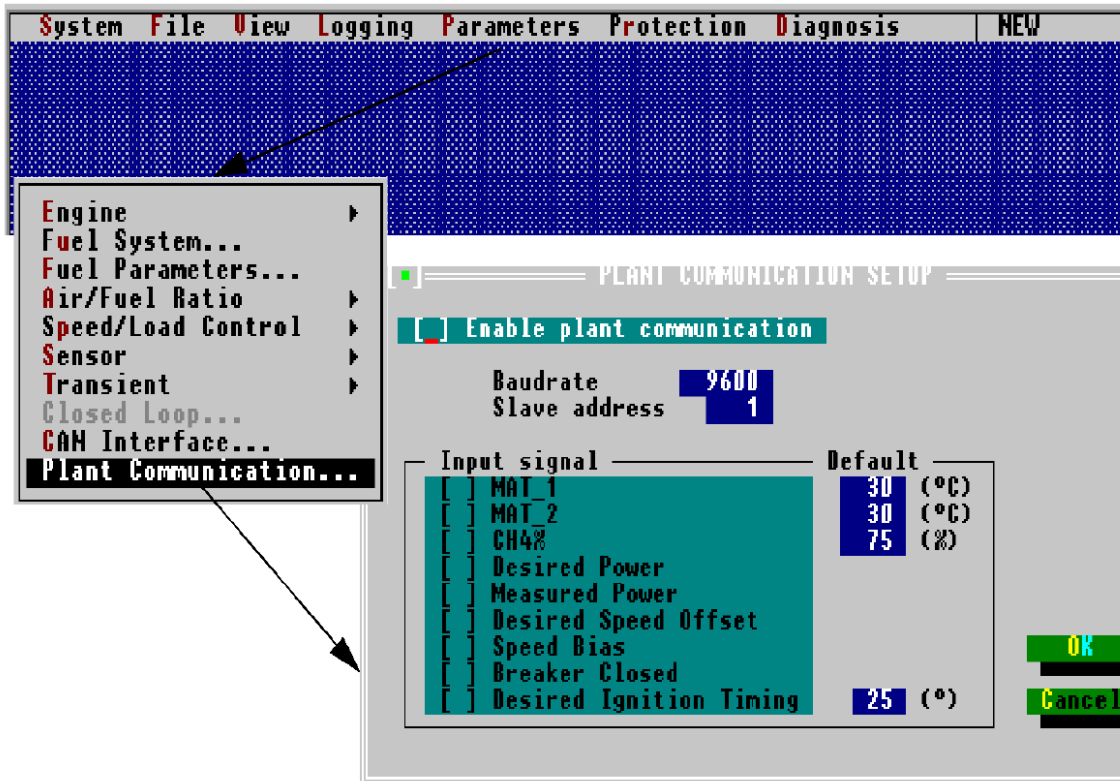 System File View Logging Parameters Protection Diagnosis NEW
Engine
Fuel System...
Fuel Parameters...
Air/Fuel Ratio
Speed/Load Control
Sensor
Transient
Closed Loop...
CAN Interface...
Plant Communication...
PLANT COMMUNICATION SETUP
[_] Enable plant communication
Baudrate 9600
Slave address 1
Input signal Default
[ ] MAT_1 30 (ºC)
[ ] MAT_2 30 (ºC)
[ ] CH4% 75 (%)
[ ] Desired Power
[ ] Measured Power
[ ] Desired Speed Offset
[ ] Speed Bias
[ ] Breaker Closed
[ ] Desired Ignition Timing 25 (º)
OK
Cancel